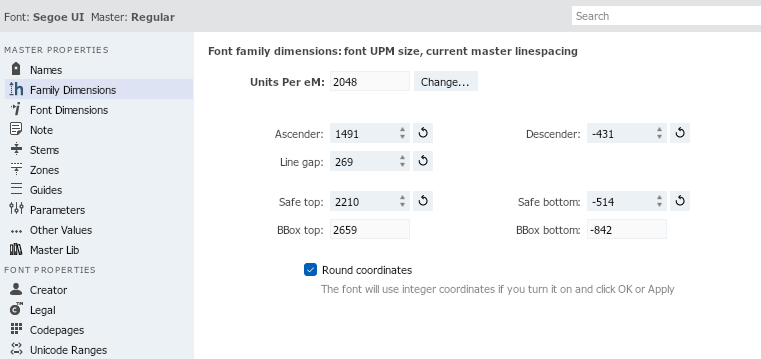 Font: Segoe UI Master: Regular
Search
MASTER PROPERTIES
Names
Family Dimensions
Font Dimensions
Note
Stems
Zones
Guides
Parameters
Other Values
Master Lib
FONT PROPERTIES
Creator
Legal
Codepages
Unicode Ranges
Font family dimensions: font UPM size, current master linespacing
Units Per eM: 2048 Change...
Ascender: 1491 Descender: -431
Line gap: 269
Safe top: 2210 Safe bottom: -514
BBox top: 2659 BBox bottom: -842
Round coordinates
The font will use integer coordinates if you turn it on and click OK or Apply